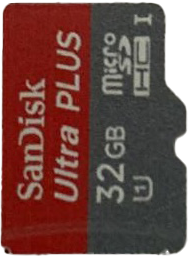 SanDisk
Ultra PLUS
32GB
U1
micro
SD
HC I